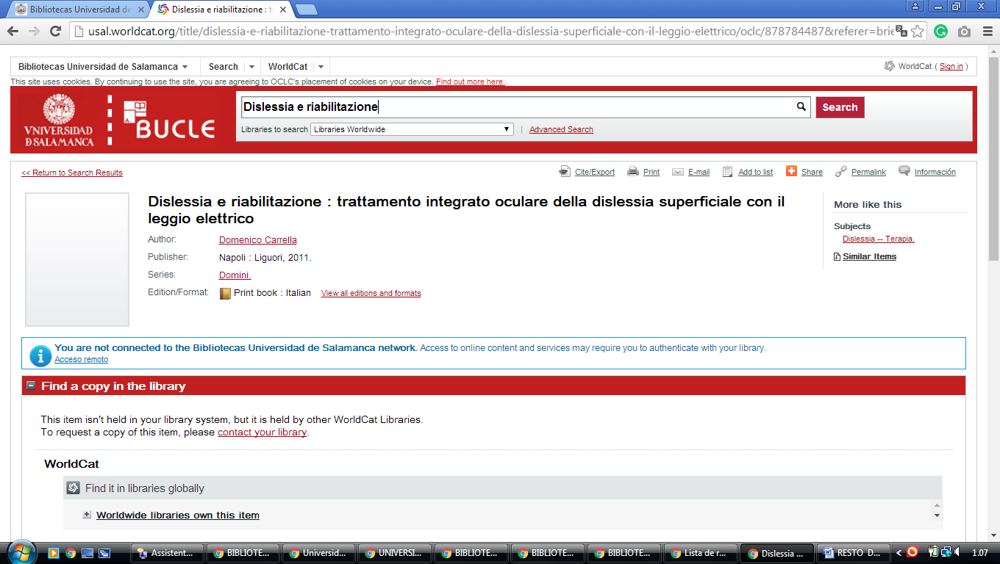 Bibliotecas Universidad de
Dislessia e riabilitazione : t
usal.worldcat.org/title/dislessia-e-riabilitazione-trattamento-integrato-oculare-della-dislessia-superficiale-con-il-leggio-elettrico/oclc/878784487&referer=brie
Bibliotecas Universidad de Salamanca
Search
WorldCat
WorldCat ( Sign in )
This site uses cookies. By continuing to use the site, you are agreeing to OCLC's placement of cookies on your device. Find out more here..
VNiVERSiDAD
D SALAMANCA
BUCLE
Dislessia e riabilitazione
Search
Libraries to search
Libraries Worldwide
| Advanced Search
<< Return to Search Results
Cite/Export
Print
E-mail
Add to list
Share
Permalink
Información
Dislessia e riabilitazione : trattamento integrato oculare della dislessia superficiale con il
leggio elettrico
Author: Domenico Carrella
Publisher: Napoli : Liguori, 2011.
Series: Domini.
Edition/Format: Print book : Italian View all editions and formats
More like this
Subjects
Dislessia -- Terapia.
Similar Items
You are not connected to the Bibliotecas Universidad de Salamanca network. Access to online content and services may require you to authenticate with your library.
Acceso remoto
Find a copy in the library
This item isn't held in your library system, but it is held by other WorldCat Libraries.
To request a copy of this item, please contact your library.
WorldCat
Find it in libraries globally
Worldwide libraries own this item
Assistent...
BIBLIOTE...
Universid...
UNIVERSI...
BIBLIOTE...
BIBLIOTE...
BIBLIOTE...
Lista de r...
Dislessia ...
RESTO D...
1.07